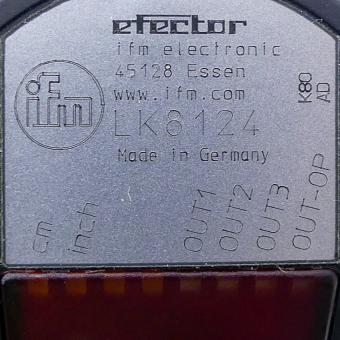 efector
ifm electronic
45128 Essen
www.ifm.com
ifm
LK8124
Made in Germany
K80
AD
cm
inch
OUT1
OUT2
OUT3
OUT-OP